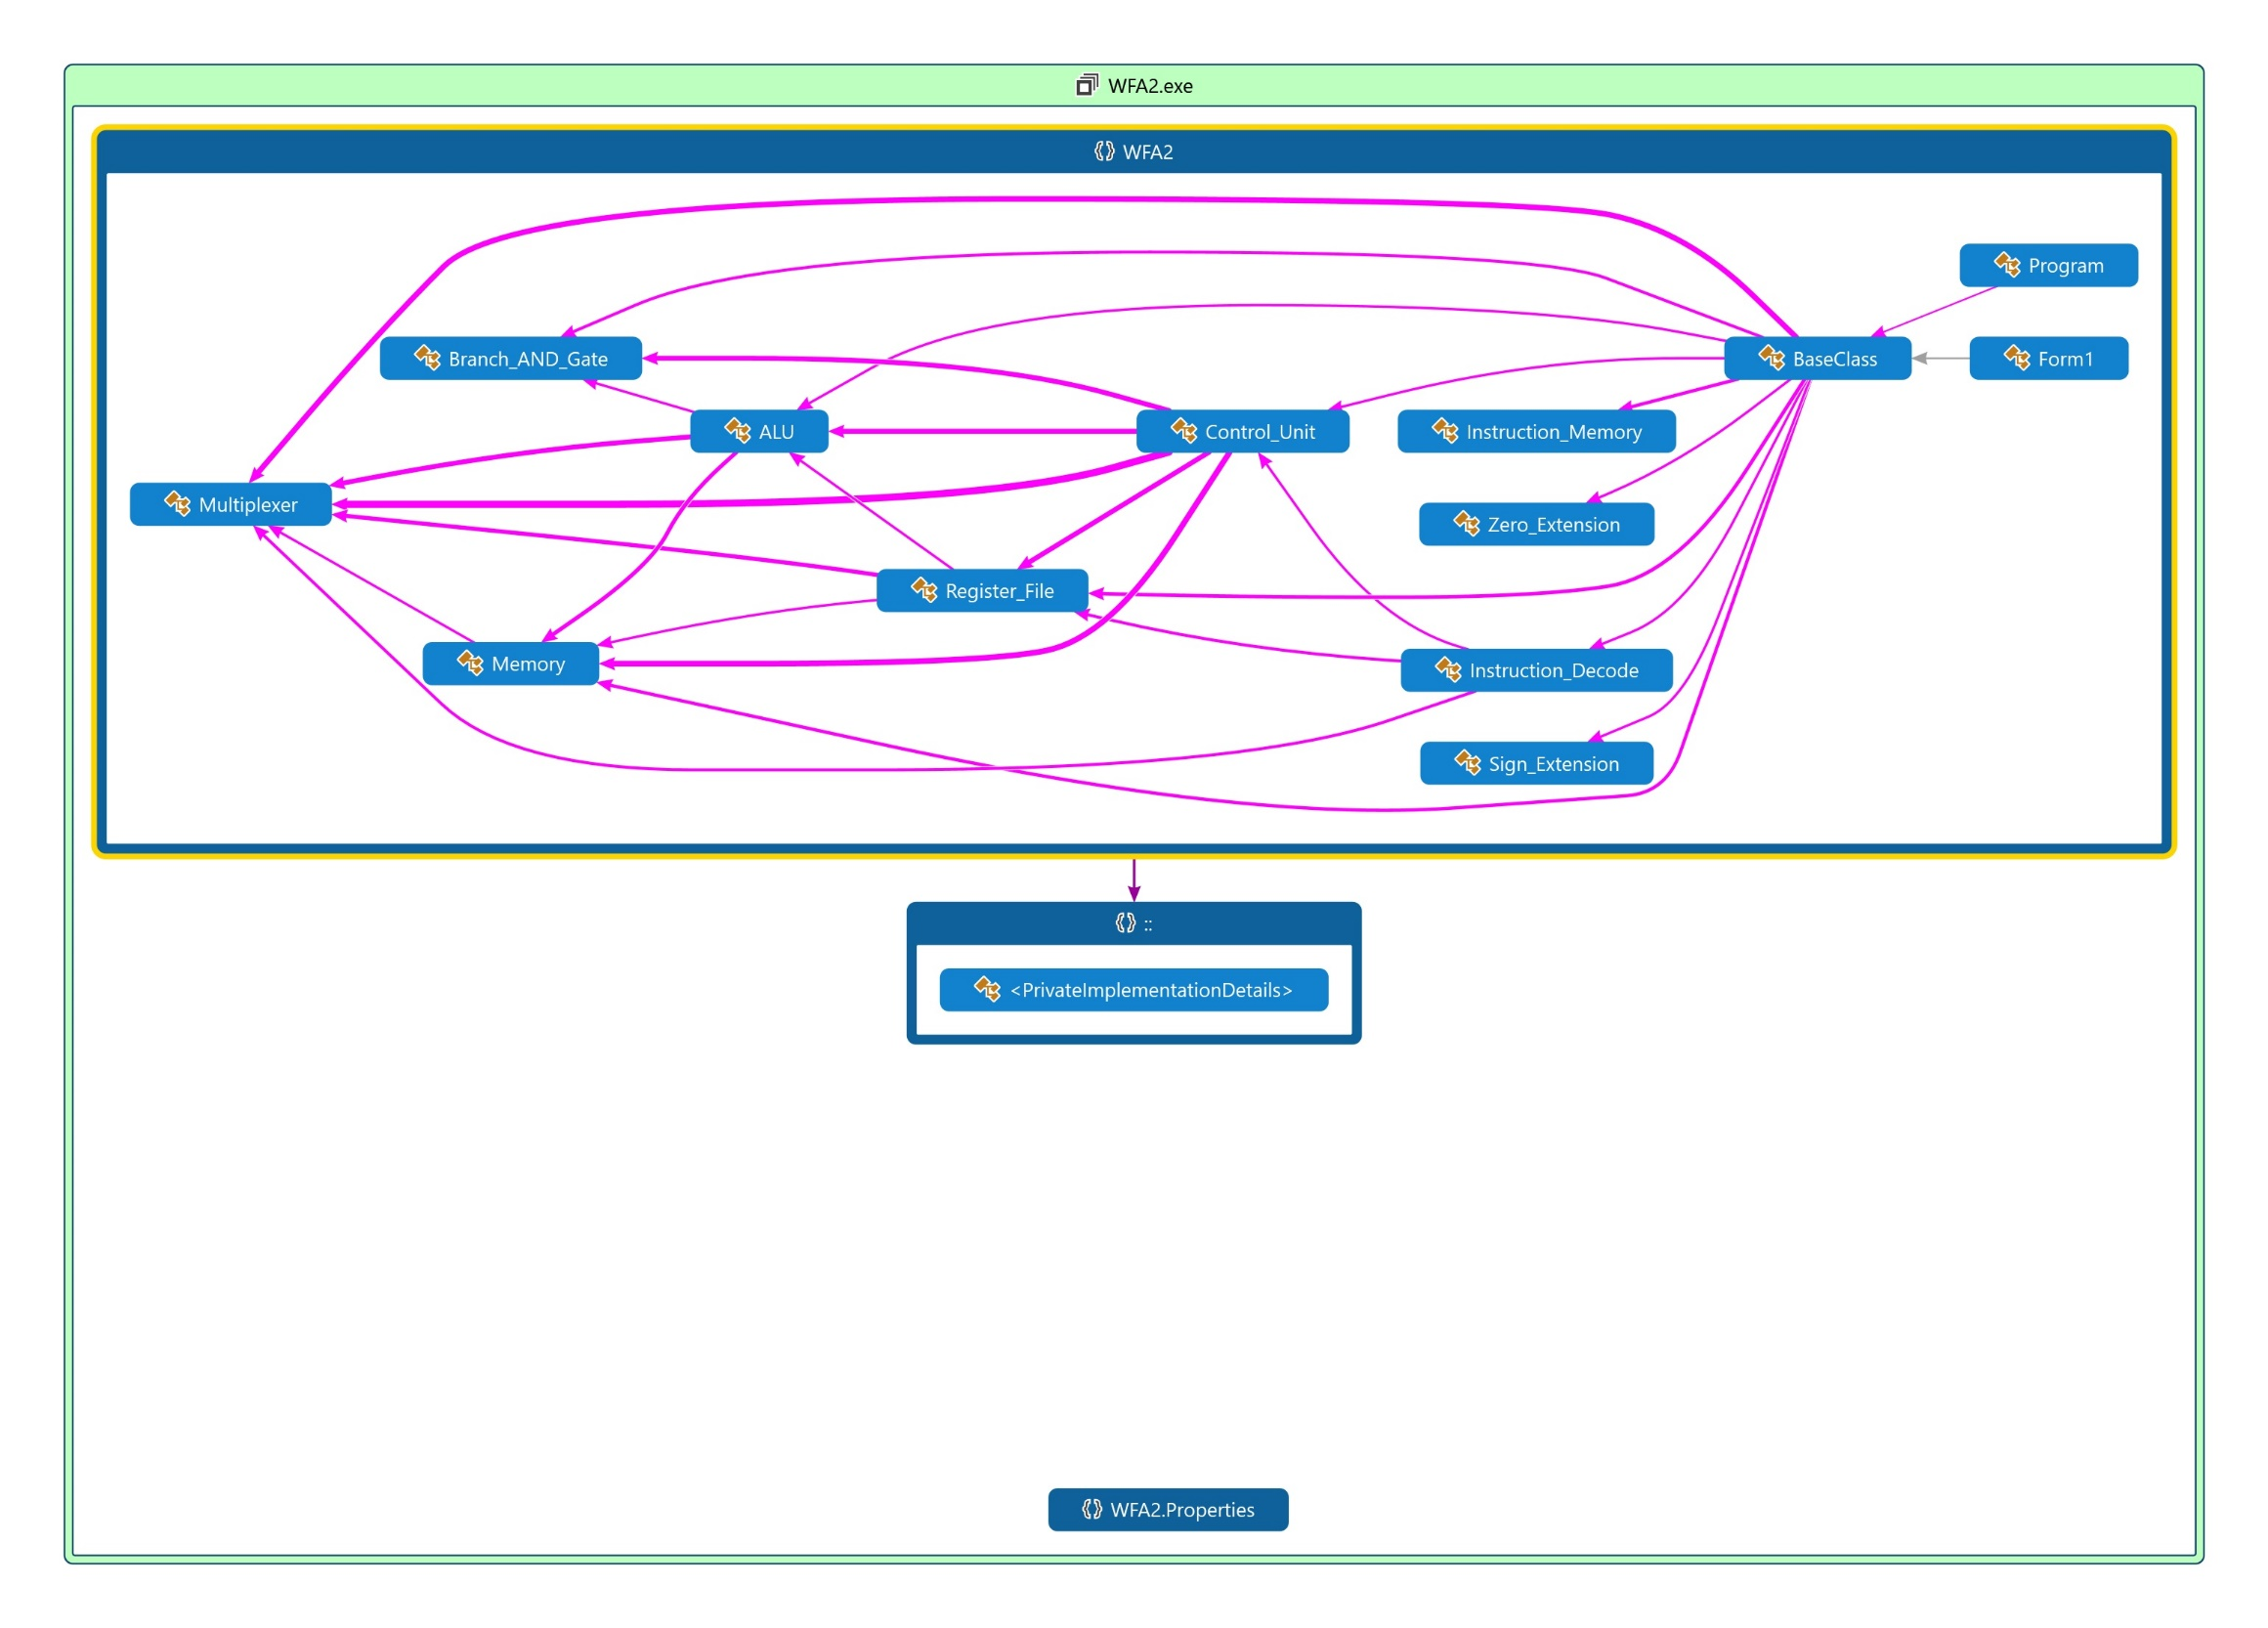 WFA2.exe
WFA2
Program
Branch_AND_Gate
BaseClass
Form1
ALU
Control_Unit
Instruction_Memory
Multiplexer
Zero_Extension
Register_File
Memory
Instruction_Decode
Sign_Extension
::
<PrivateImplementationDetails>
WFA2.Properties